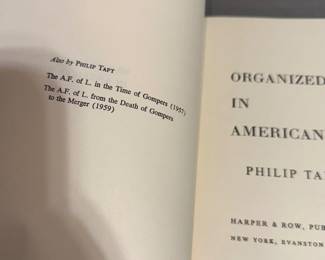 Also by PHILIP TAFT
The A.F. of L. in the Time of Gompers (1957)
The A.F. of L. from the Death of Gompers
to the Merger (1959)
ORGANIZED
IN
AMERICAN
PHILIP TA
HARPER & ROW, PUB
NEW YORK, EVANSTON